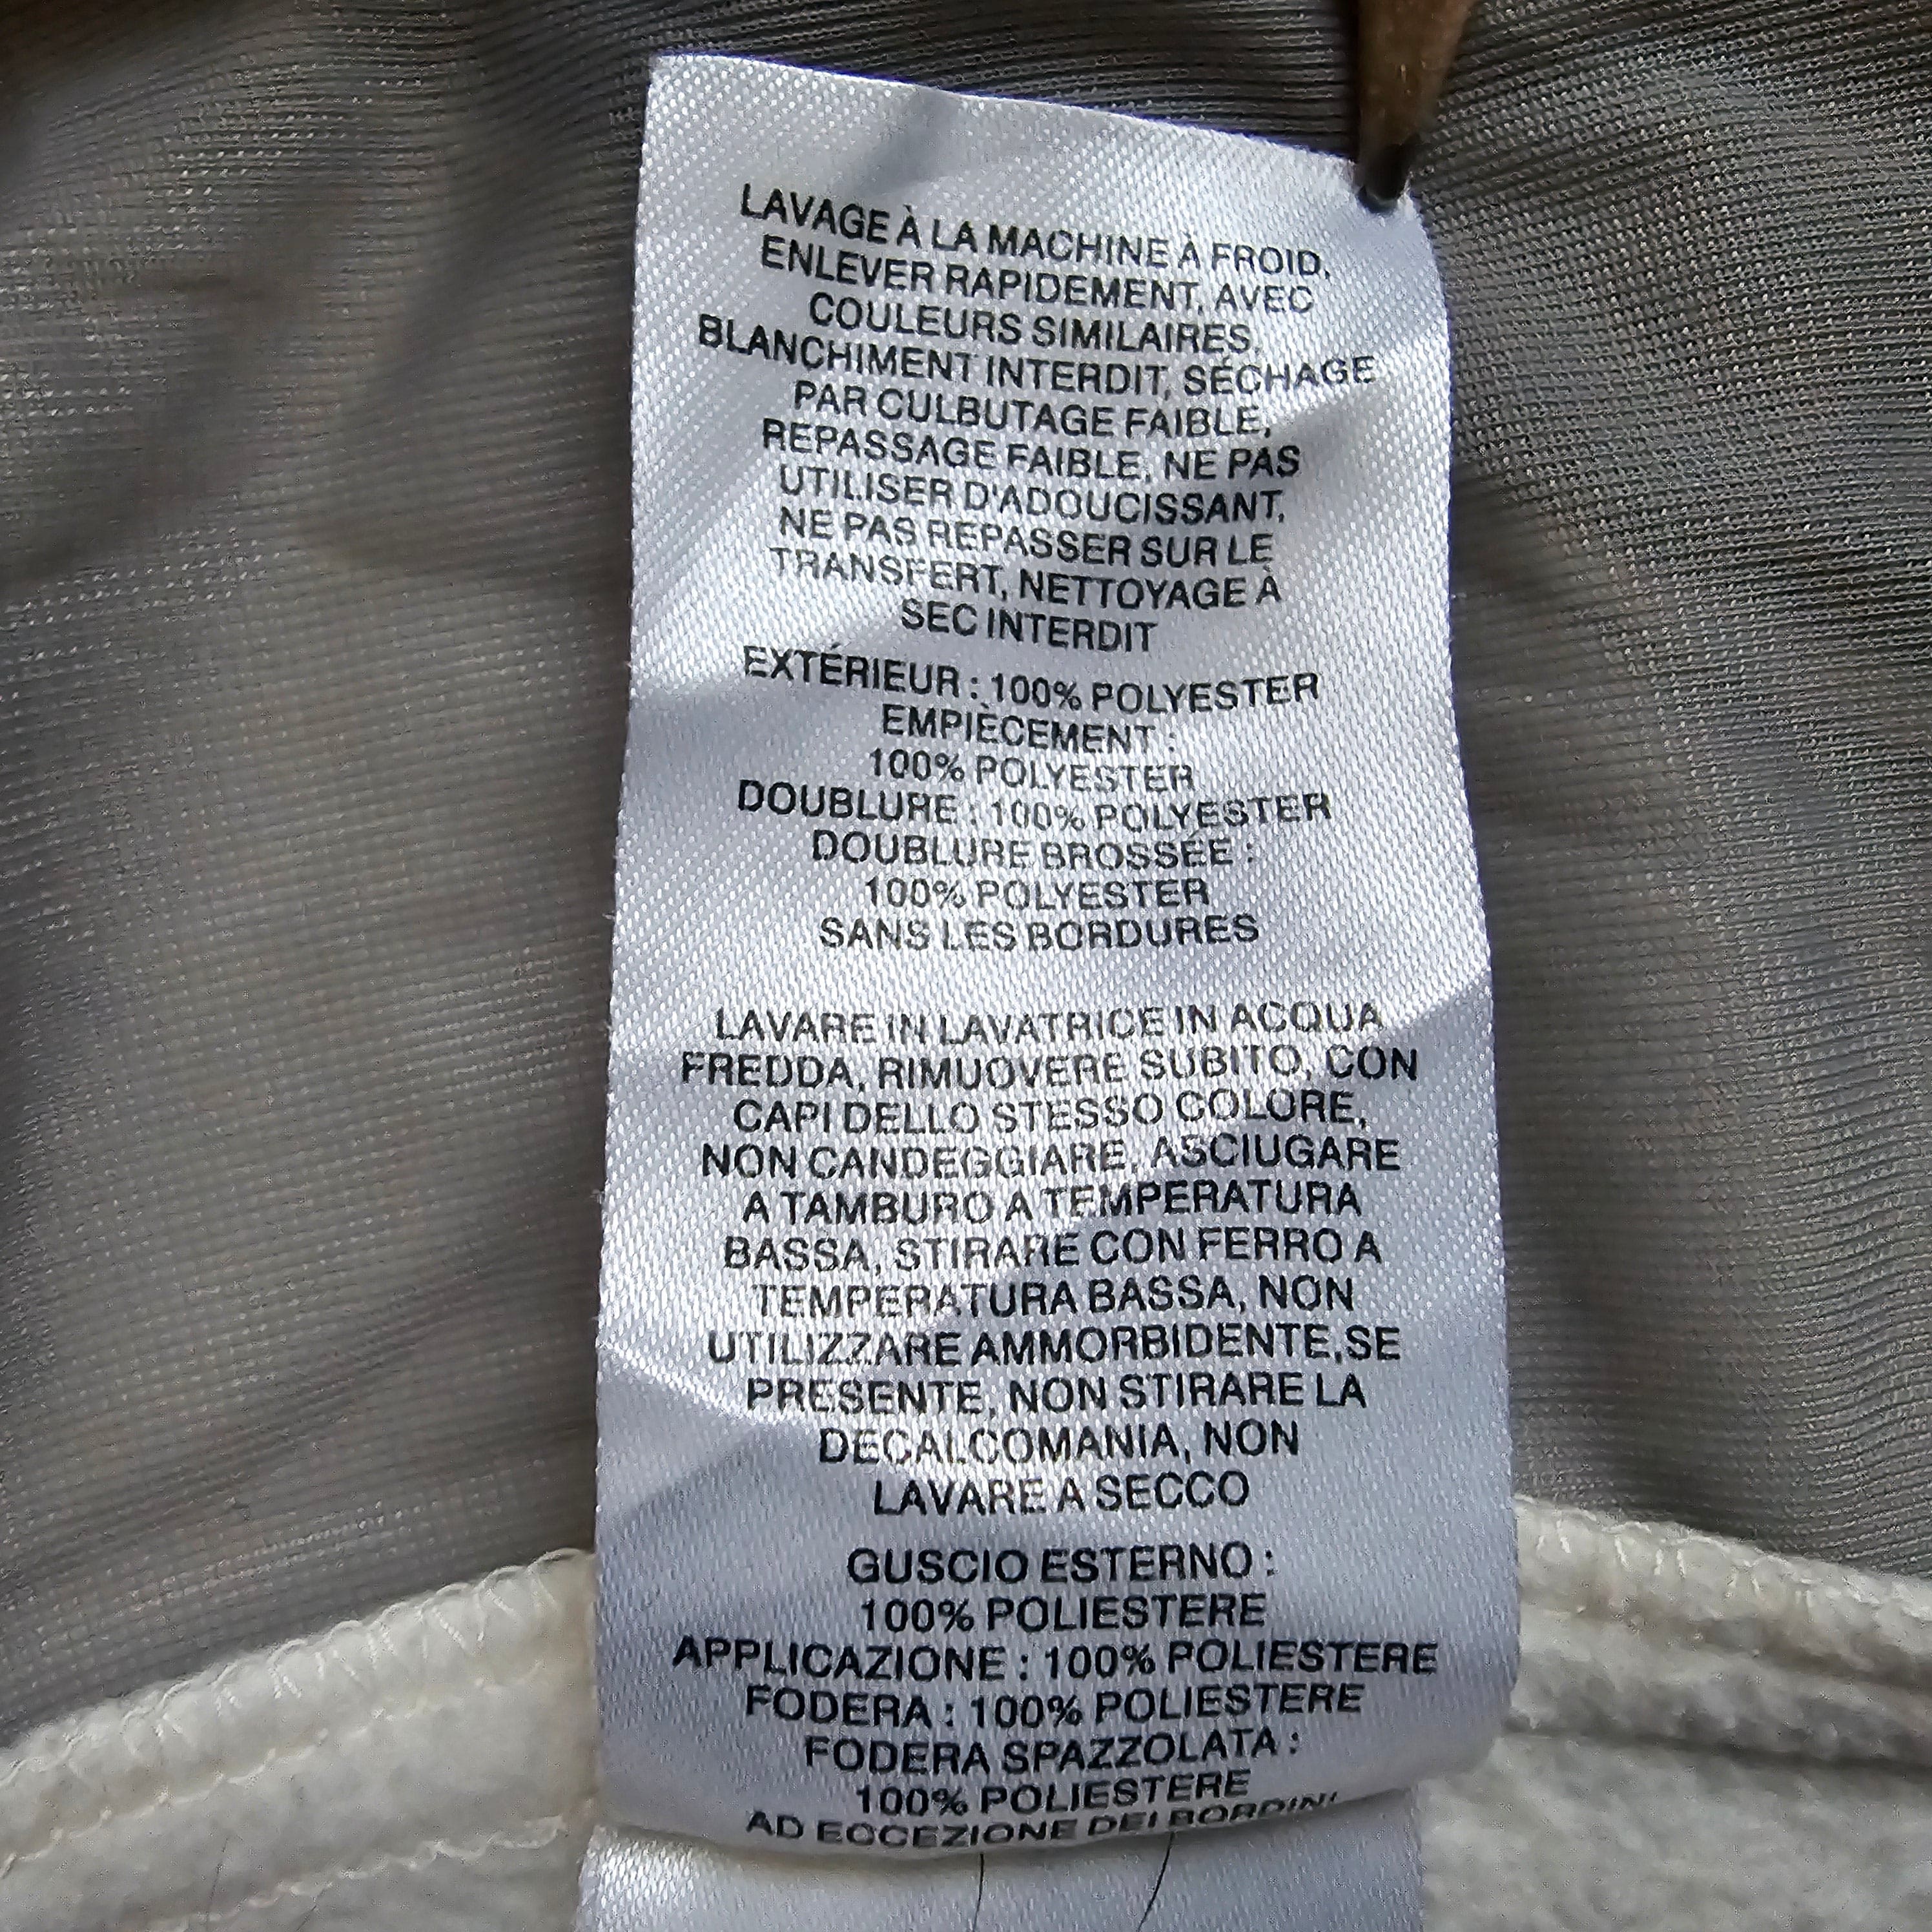 LAVAGE À LA MACHINE À FROID,
ENLEVER RAPIDEMENT, AVEC
COULEURS SIMILAIRES,
BLANCHIMENT INTERDIT, SÉCHAGE
PAR CULBUTAGE FAIBLE,
REPASSAGE FAIBLE, NE PAS
UTILISER D'ADOUCISSANT,
NE PAS REPASSER SUR LE
TRANSFERT, NETTOYAGE À
SEC INTERDIT
EXTÉRIEUR : 100% POLYESTER
EMPIÈCEMENT :
100% POLYESTER
DOUBLURE : 100% POLYESTER
DOUBLURE BROSSÉE :
100% POLYESTER
SANS LES BORDURES
LAVARE IN LAVATRICE IN ACQUA
FREDDA, RIMUOVERE SUBITO, CON
CAPI DELLO STESSO COLORE,
NON CANDEGGIARE, ASCIUGARE
A TAMBURO A TEMPERATURA
BASSA, STIRARE CON FERRO A
TEMPERATURA BASSA, NON
UTILIZZARE AMMORBIDENTE,SE
PRESENTE, NON STIRARE LA
DECALCOMANIA, NON
LAVARE A SECCO
GUSCIO ESTERNO :
100% POLIESTERE
APPLICAZIONE : 100% POLIESTERE
FODERA : 100% POLIESTERE
FODERA SPAZZOLATA :
100% POLIESTERE
AD ECCEZIONE DEI BORDINI